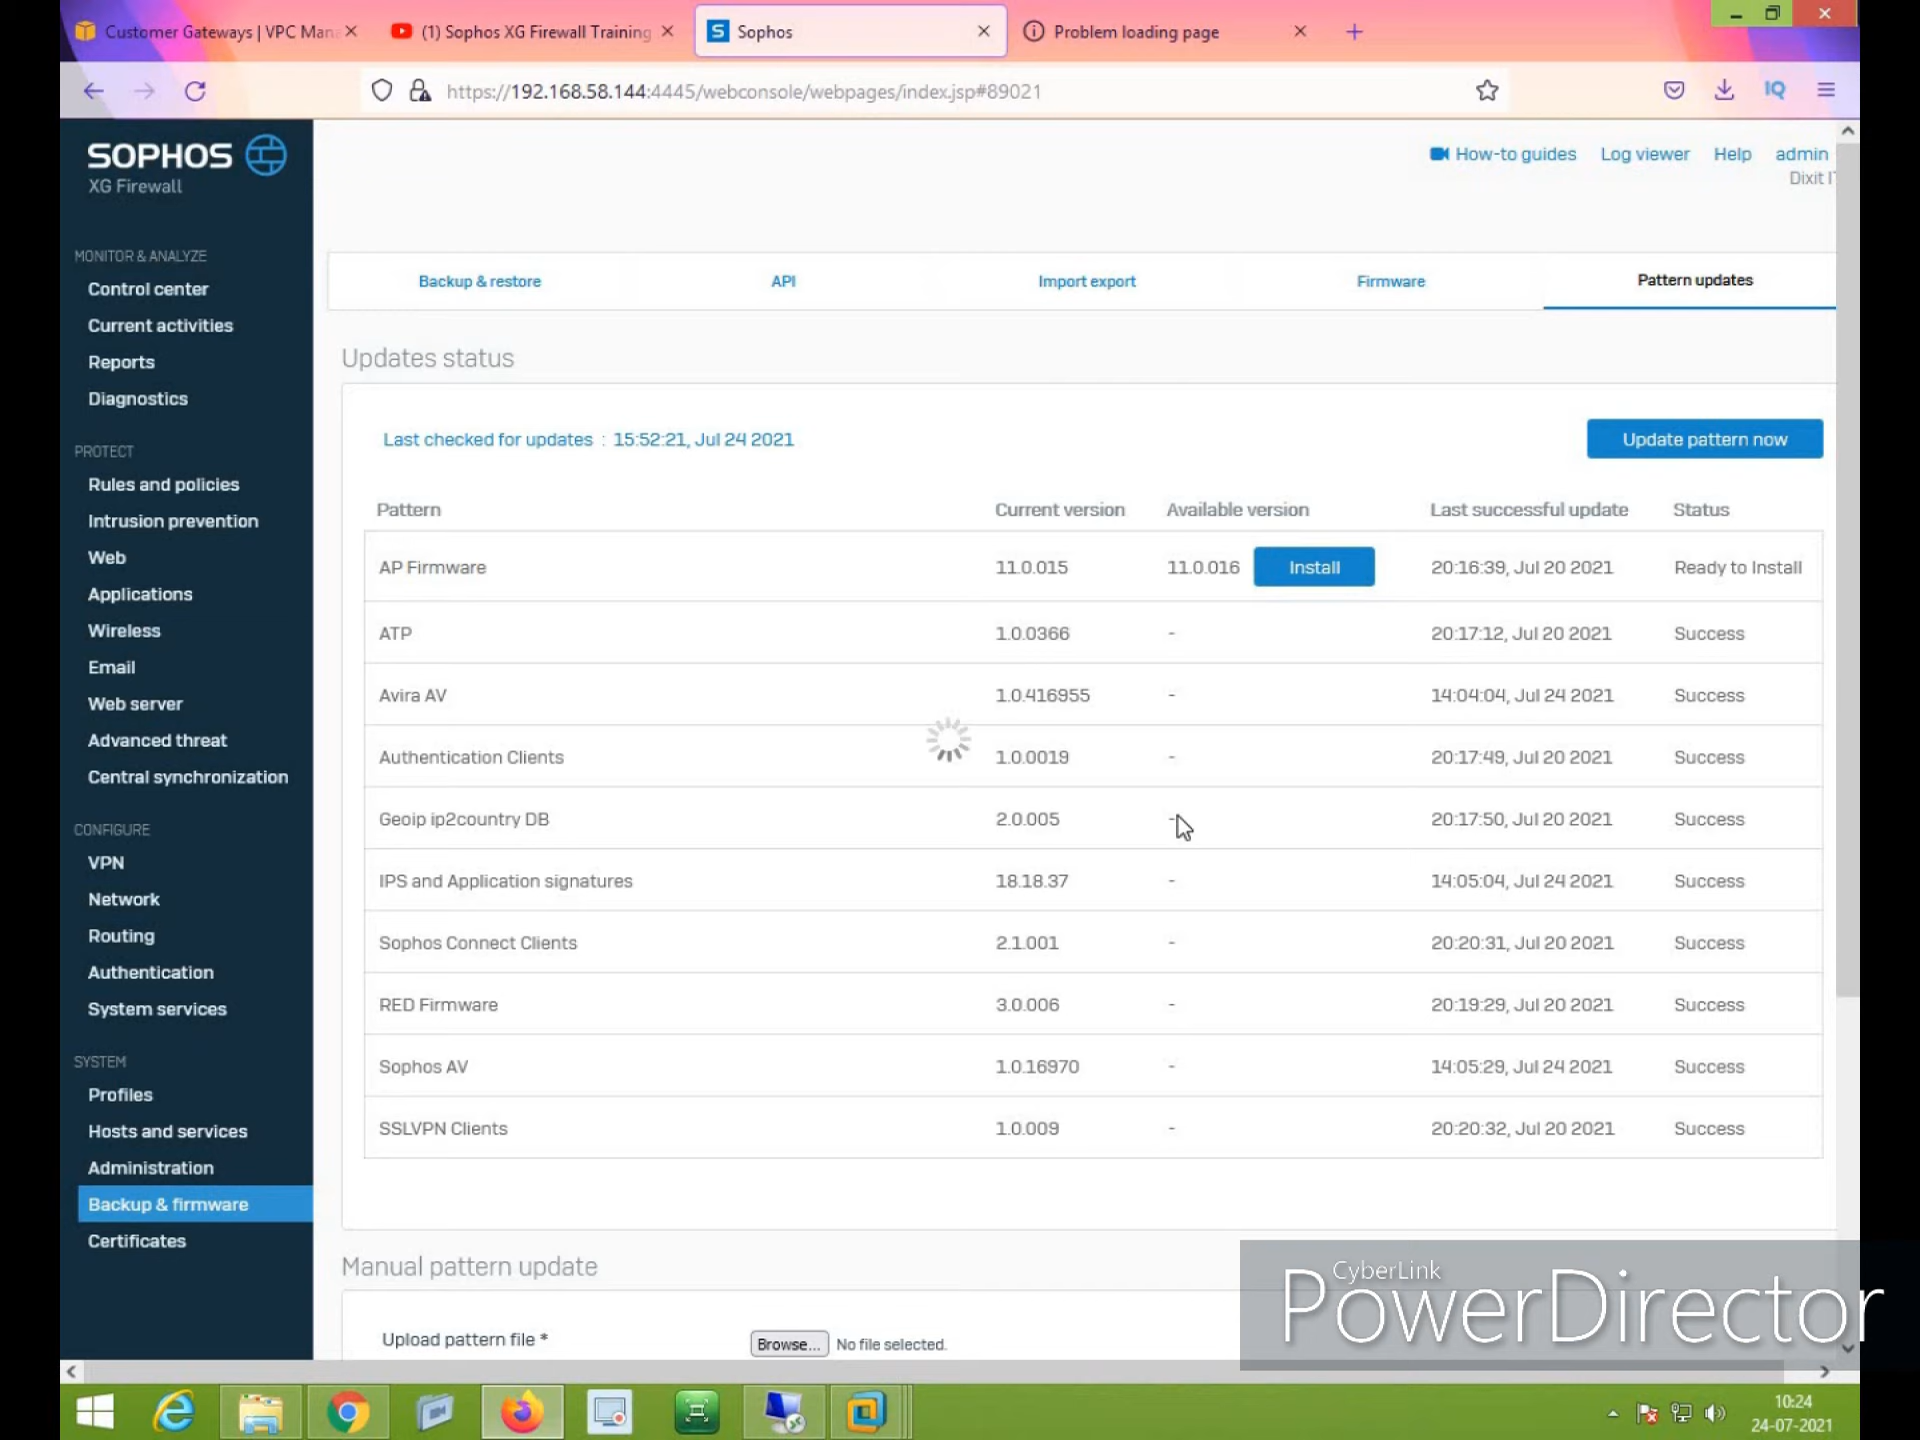 Customer Gateways | VPC Man
(1) Sophos XG Firewall Training
Sophos
Problem loading page
https://192.168.58.144:4445/webconsole/webpages/index.jsp#89021
IQ
SOPHOS
XG Firewall
How-to guides Log viewer Help admin
Dixit IT
MONITOR & ANALYZE
Control center
Current activities
Reports
Diagnostics
PROTECT
Rules and policies
Intrusion prevention
Web
Applications
Wireless
Email
Web server
Advanced threat
Central synchronization
CONFIGURE
VPN
Network
Routing
Authentication
System services
SYSTEM
Profiles
Hosts and services
Administration
Backup & firmware
Certificates
Backup & restore API Import export Firmware Pattern updates
Updates status
Last checked for updates : 15:52:21, Jul 24 2021
Update pattern now
Pattern Current version Available version Last successful update Status
AP Firmware 11.0.015 11.0.016 Install 20:16:39, Jul 20 2021 Ready to Install
ATP 1.0.0366 - 20:17:12, Jul 20 2021 Success
Avira AV 1.0.416955 - 14:04:04, Jul 24 2021 Success
Authentication Clients 1.0.0019 - 20:17:49, Jul 20 2021 Success
Geoip ip2country DB 2.0.005 - 20:17:50, Jul 20 2021 Success
IPS and Application signatures 18.18.37 - 14:05:04, Jul 24 2021 Success
Sophos Connect Clients 2.1.001 - 20:20:31, Jul 20 2021 Success
RED Firmware 3.0.006 - 20:19:29, Jul 20 2021 Success
Sophos AV 1.0.16970 - 14:05:29, Jul 24 2021 Success
SSLVPN Clients 1.0.009 - 20:20:32, Jul 20 2021 Success
Manual pattern update
Upload pattern file * Browse... No file selected.
CyberLink
PowerDirector
10:24
24-07-2021